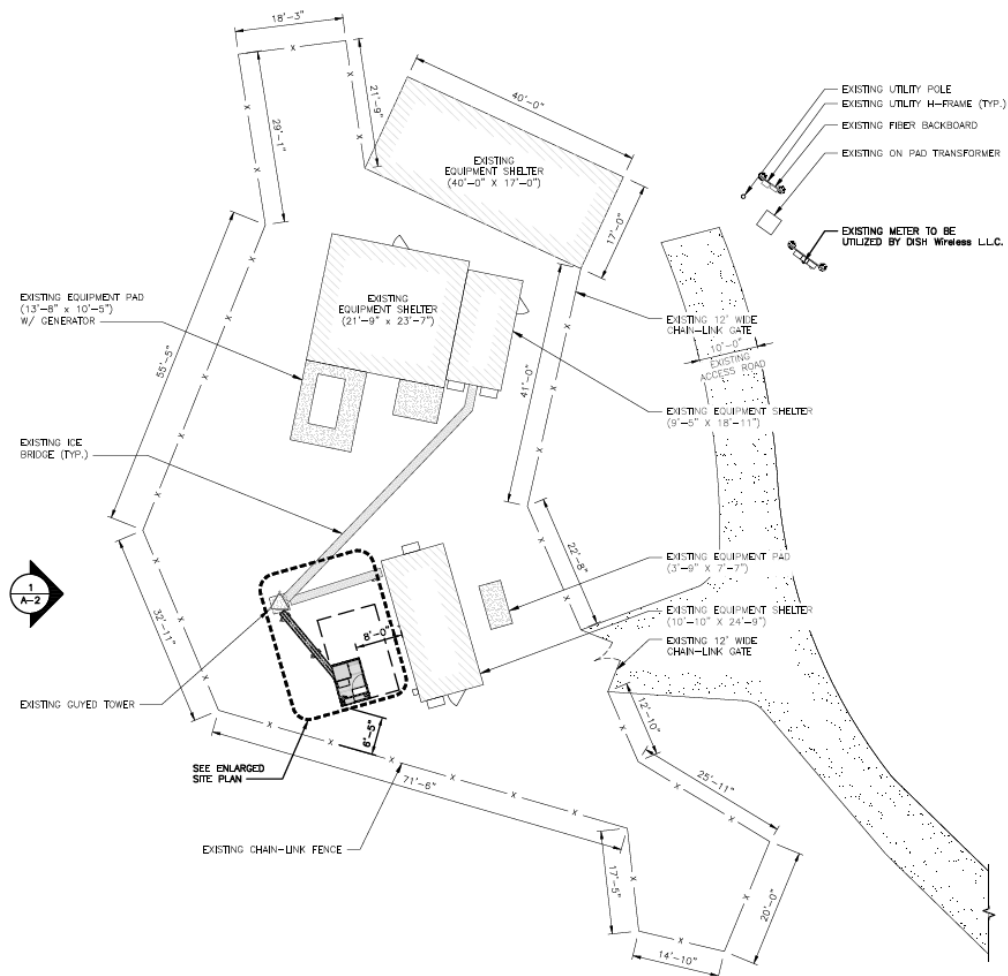 18'-3"
21'-9"
29'-1"
40'-0"
EXISTING
EQUIPMENT SHELTER
(40'-0" X 17'-0")
17'-0"
EXISTING UTILITY POLE
EXISTING UTILITY H-FRAME (TYP.)
EXISTING FIBER BACKBOARD
EXISTING ON PAD TRANSFORMER
EXISTING METER TO BE
UTILIZED BY DISH Wireless L.L.C.
EXISTING EQUIPMENT PAD
(13'-8" x 10'-5")
W/ GENERATOR
EXISTING
EQUIPMENT SHELTER
(21'-9" x 23'-7")
EXISTING 12' WIDE
CHAIN-LINK GATE
10'-0"
EXISTING
ACCESS ROAD
55'-5"
41'-0"
EXISTING EQUIPMENT SHELTER
(9'-5" X 18'-11")
EXISTING ICE
BRIDGE (TYP.)
22'-8"
EXISTING EQUIPMENT PAD
(3'-9" X 7'-7")
1
A-2
32'-11"
8'-0"
EXISTING EQUIPMENT SHELTER
(10'-10" X 24'-9")
EXISTING 12' WIDE
CHAIN-LINK GATE
EXISTING GUYED TOWER
12'-10"
6'-5"
SEE ENLARGED
SITE PLAN
71'-6"
25'-11"
EXISTING CHAIN-LINK FENCE
17'-5"
20'-0"
14'-10"